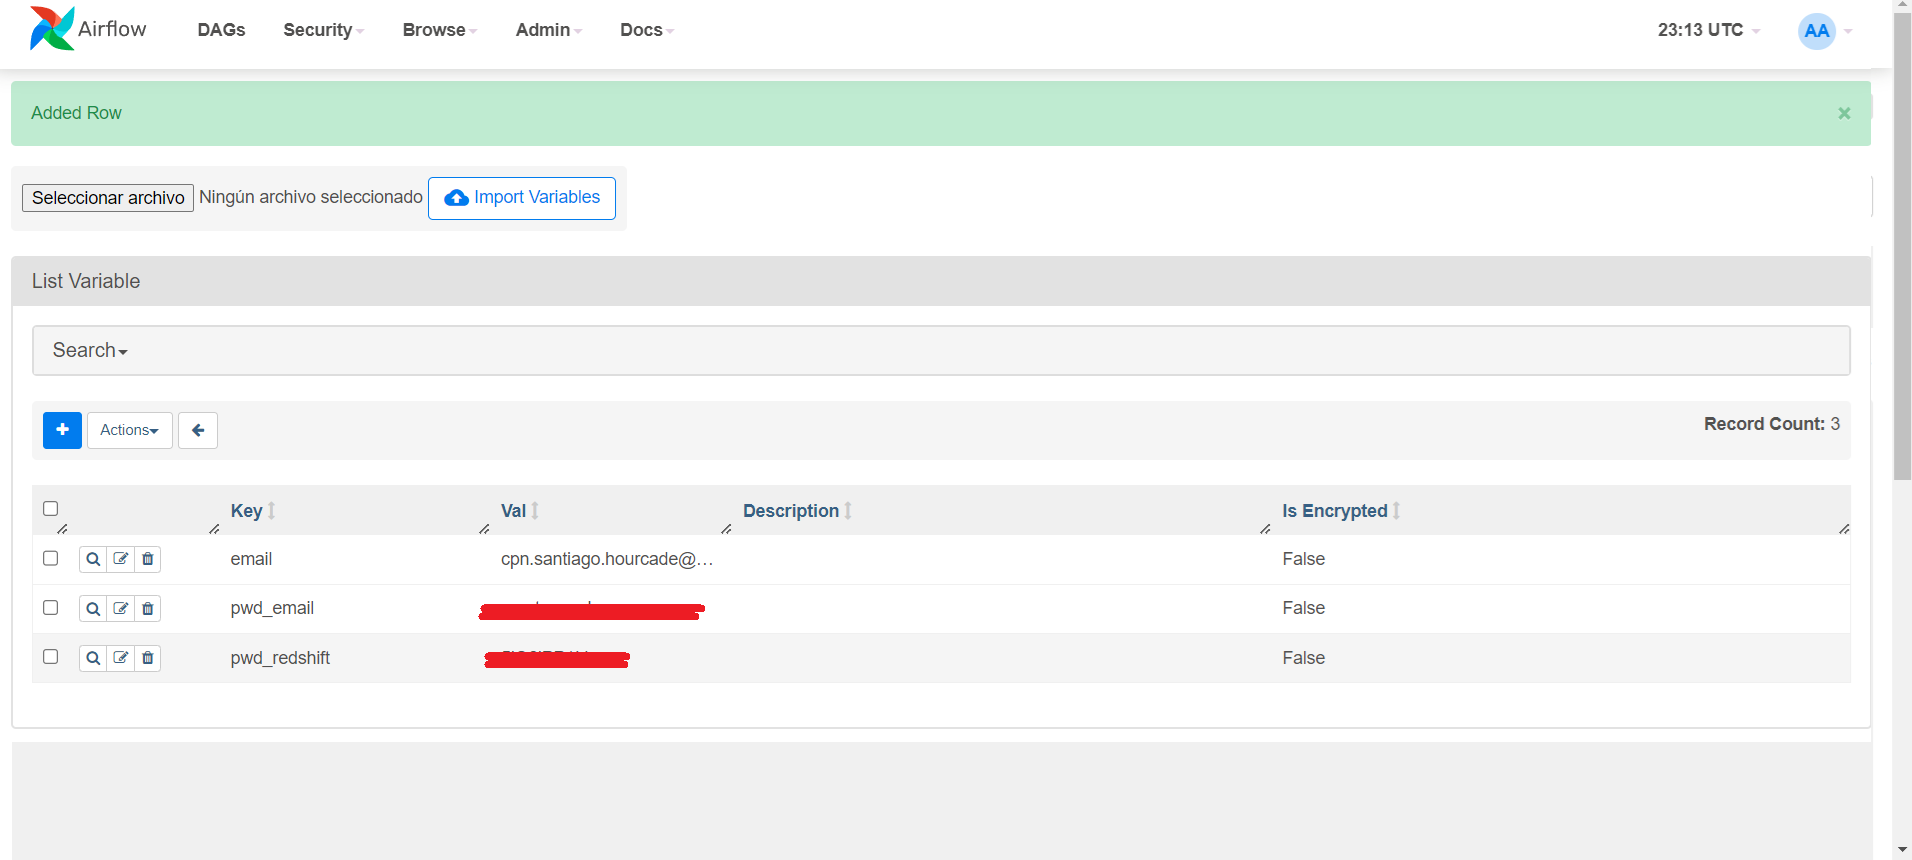 Airflow DAGs Security Browse Admin Docs 23:13 UTC AA
Added Row ×
Seleccionar archivo Ningún archivo seleccionado Import Variables
List Variable
Search
+ Actions Record Count: 3
Key Val Description Is Encrypted
email cpn.santiago.hourcade@... False
pwd_email False
pwd_redshift False